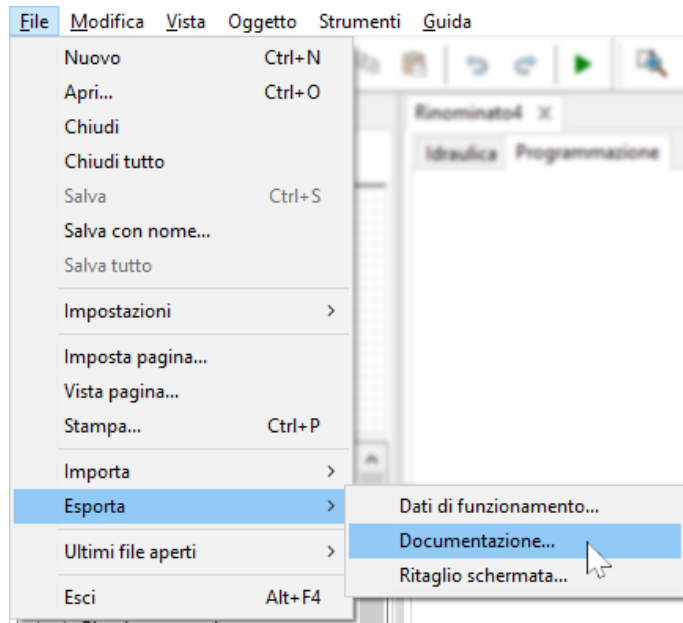 File Modifica Vista Oggetto Strumenti Guida
Nuovo Ctrl+N
Apri... Ctrl+O
Chiudi
Chiudi tutto
Salva Ctrl+S
Salva con nome...
Salva tutto
Impostazioni
Imposta pagina...
Vista pagina...
Stampa... Ctrl+P
Importa
Esporta
Ultimi file aperti
Esci Alt+F4
Dati di funzionamento...
Documentazione...
Ritaglio schermata...
Rinominato4
Idraulica Programmazione